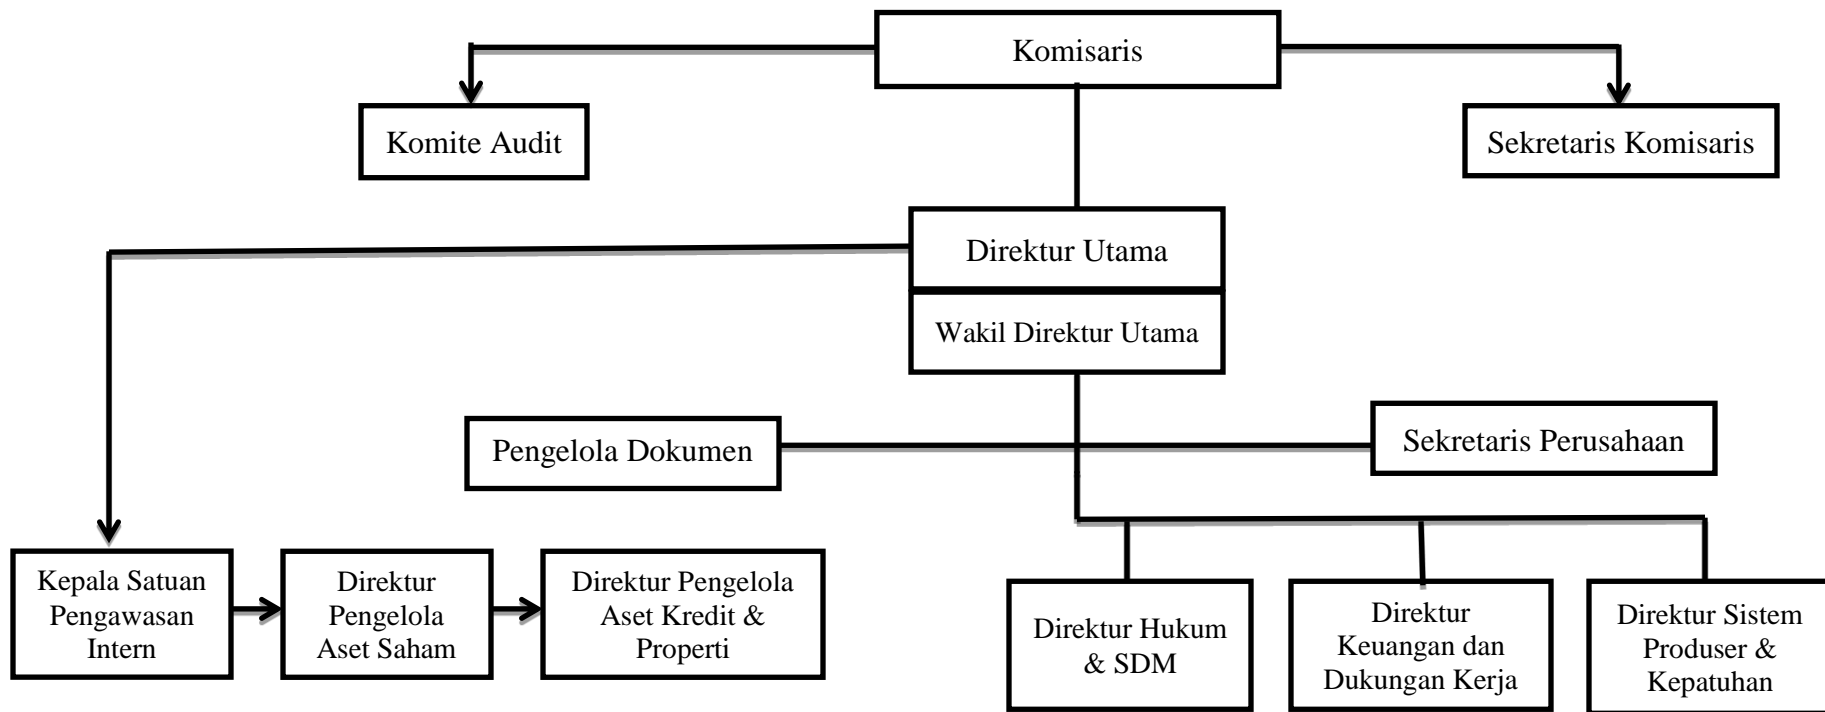 Komisaris
Komite Audit
Sekretaris Komisaris
Direktur Utama
Wakil Direktur Utama
Pengelola Dokumen
Sekretaris Perusahaan
Kepala Satuan
Pengawasan
Intern
Direktur
Pengelola
Aset Saham
Direktur Pengelola
Aset Kredit &
Properti
Direktur Hukum
& SDM
Direktur
Keuangan dan
Dukungan Kerja
Direktur Sistem
Produser &
Kepatuhan